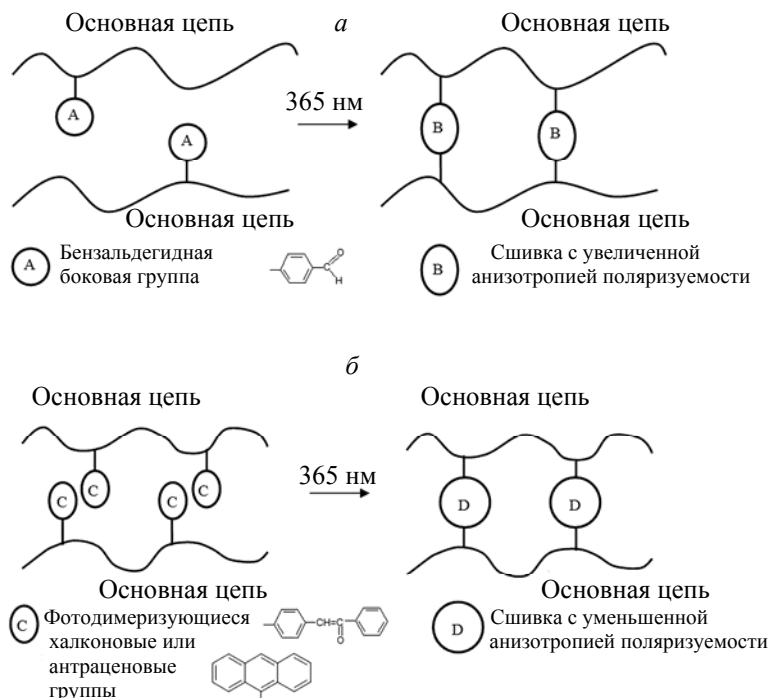 Основная цепь
а
Основная цепь
A
A
365 нм
B
B
Основная цепь
Основная цепь
A
Бензальдегидная
боковая группа
C
O
H
B
Сшивка с увеличенной
анизотропией поляризуемости
б
Основная цепь
Основная цепь
C
C
C
C
365 нм
D
D
Основная цепь
Основная цепь
C
Фотодимеризующиеся
халконовые или
антраценовые
группы
CH=C
O
D
Сшивка с уменьшенной
анизотропией поляризуемости